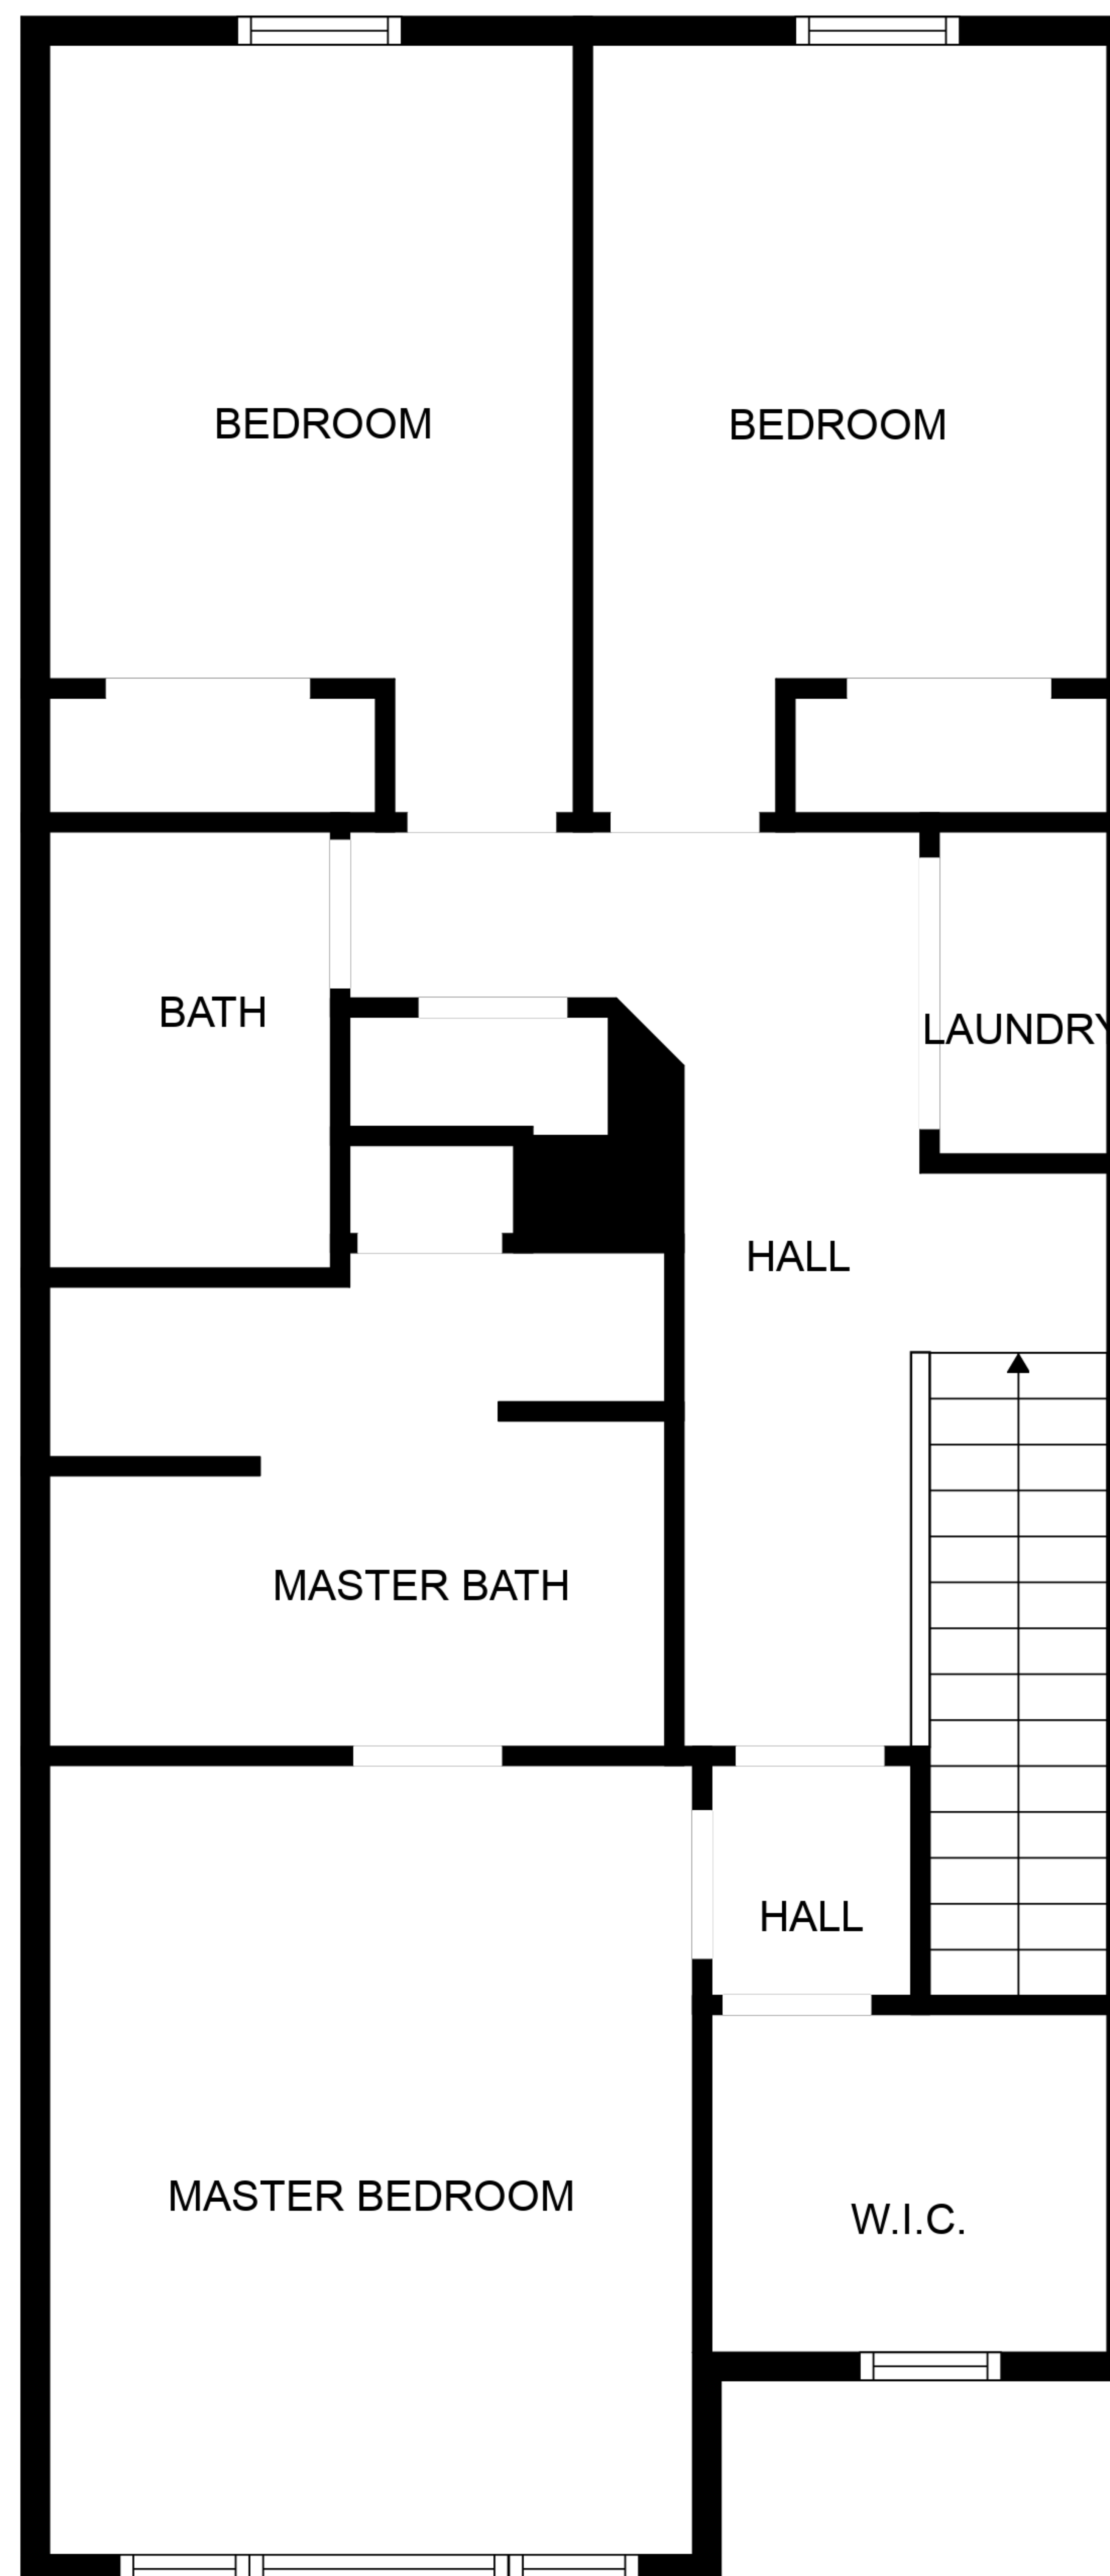 BEDROOM
BEDROOM
BATH
LAUNDRY
HALL
MASTER BATH
HALL
MASTER BEDROOM
W.I.C.